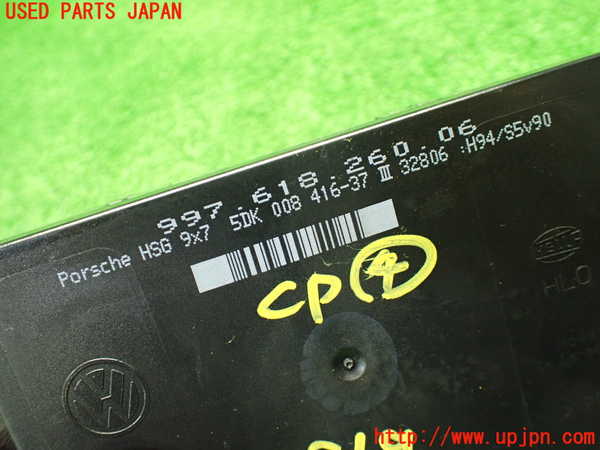 USED PARTS JAPAN
997.618.260.06
Porsche HSG 9x7 5DK 008 416-37 III 32806 :H94/S5v90
CP④
HELLA
HLO
http://www.upjpn.com